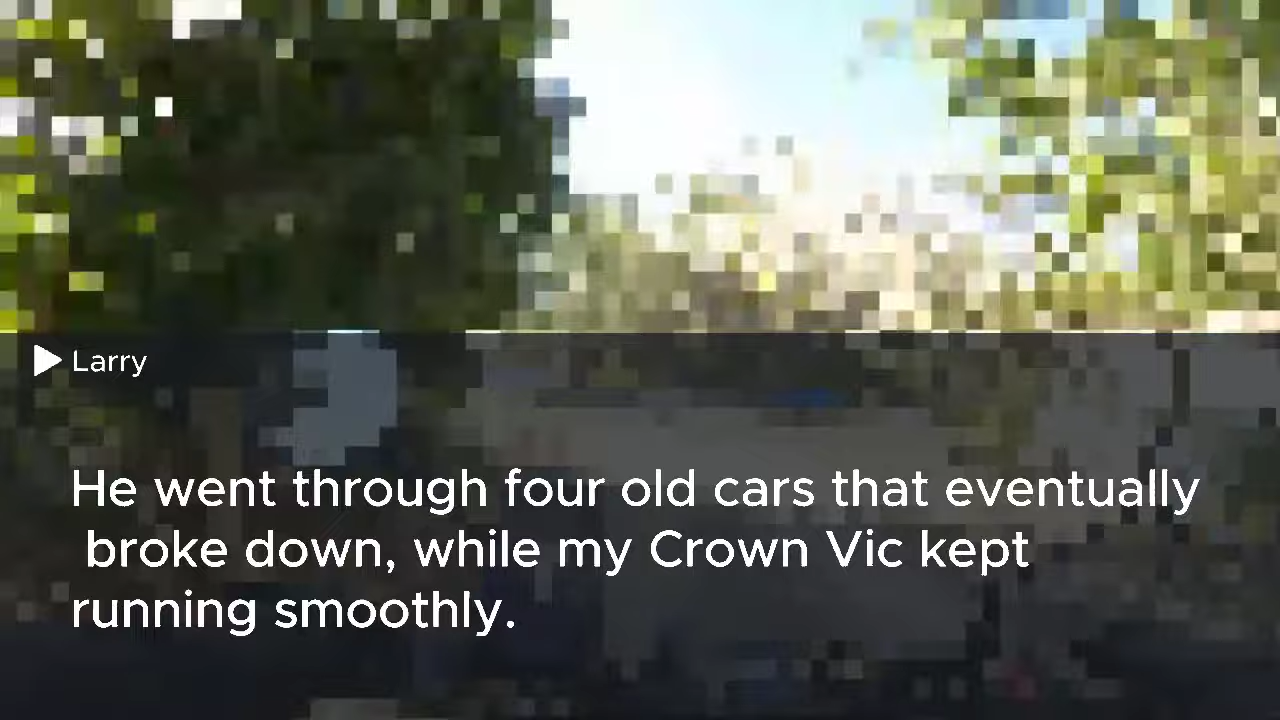 Larry
He went through four old cars that eventually
broke down, while my Crown Vic kept
running smoothly.